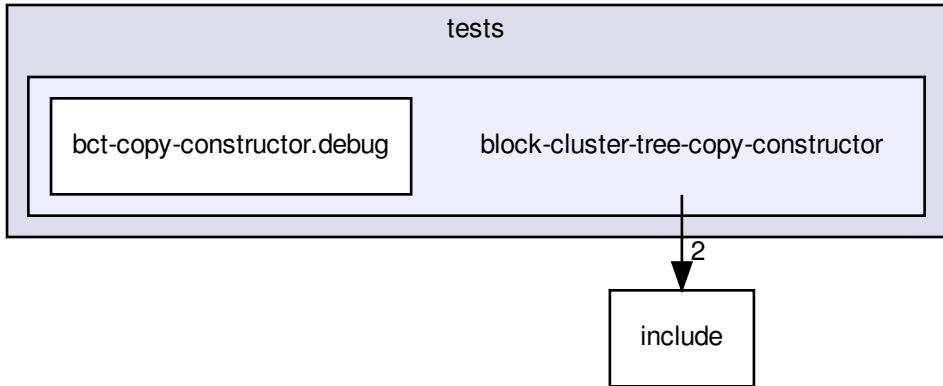 tests
bct-copy-constructor.debug
block-cluster-tree-copy-constructor
2
include